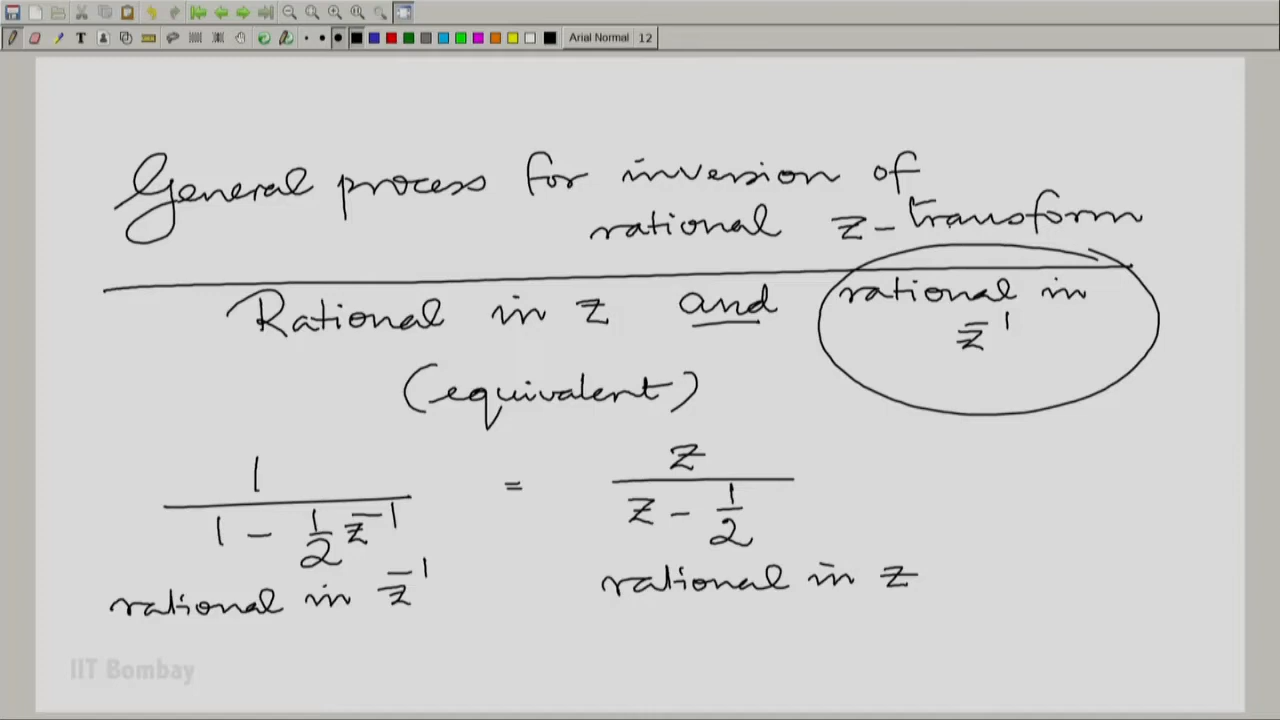 Arial Normal 12
General process for inversion of
rational z-transform
Rational in z and rational in z⁻¹
(equivalent)
1/(1 - 1/2 z⁻¹) = z/(z - 1/2)
rational in z⁻¹ rational in z
IIT Bombay